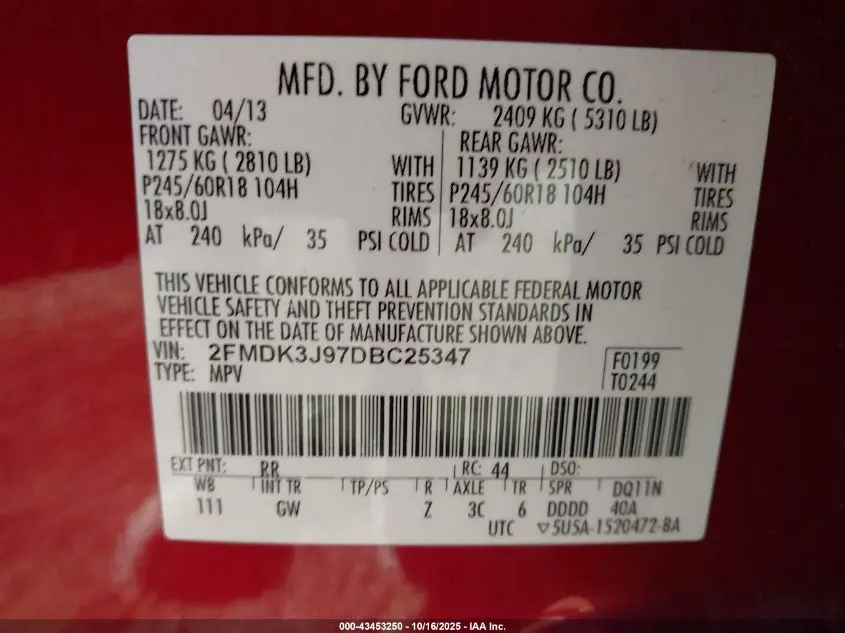 MFD. BY FORD MOTOR CO.
DATE: 04/13 GVWR: 2409 KG ( 5310 LB)
FRONT GAWR: REAR GAWR:
1275 KG ( 2810 LB) WITH 1139 KG ( 2510 LB) WITH
P245/60R18 104H TIRES P245/60R18 104H TIRES
18x8.0J RIMS 18x8.0J RIMS
AT 240 kPa/ 35 PSI COLD AT 240 kPa/ 35 PSI COLD
THIS VEHICLE CONFORMS TO ALL APPLICABLE FEDERAL MOTOR
VEHICLE SAFETY AND THEFT PREVENTION STANDARDS IN
EFFECT ON THE DATE OF MANUFACTURE SHOWN ABOVE.
VIN: 2FMDK3J97DBC25347 F0199
TYPE: MPV T0244
EXT PNT: RR RC: 44 DSO:
WB INT TR TP/PS R AXLE TR SPR DQ11N
111 GW Z 3C 6 DDDD 40A
UTC ▽5U5A-1520472-BA
000-43453250 - 10/16/2025 - IAA Inc.